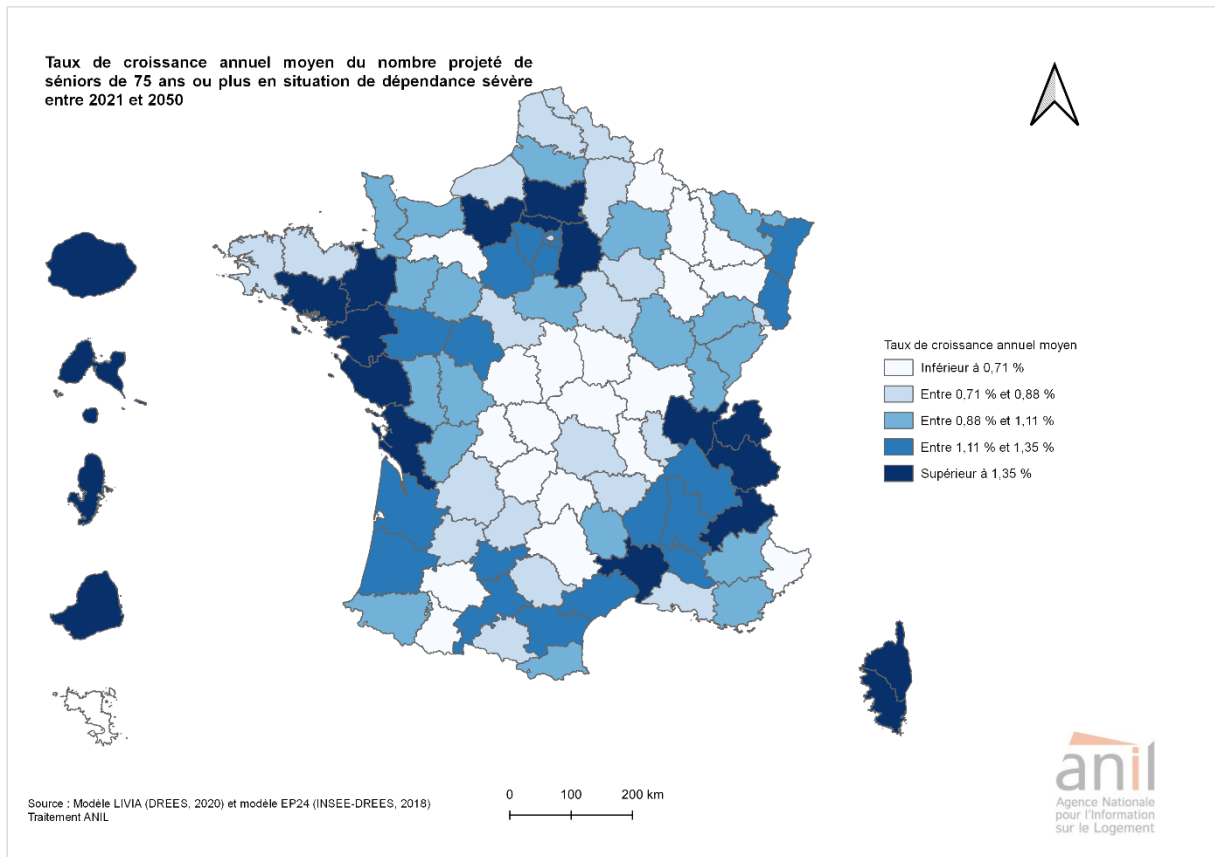 Taux de croissance annuel moyen du nombre projeté de
séniors de 75 ans ou plus en situation de dépendance sévère
entre 2021 et 2050
Taux de croissance annuel moyen
Inférieur à 0,71 %
Entre 0,71 % et 0,88 %
Entre 0,88 % et 1,11 %
Entre 1,11 % et 1,35 %
Supérieur à 1,35 %
Source : Modèle LIVIA (DREES, 2020) et modèle EP24 (INSEE-DREES, 2018)
Traitement ANIL
0 100 200 km
anil
Agence Nationale
pour l'Information
sur le Logement